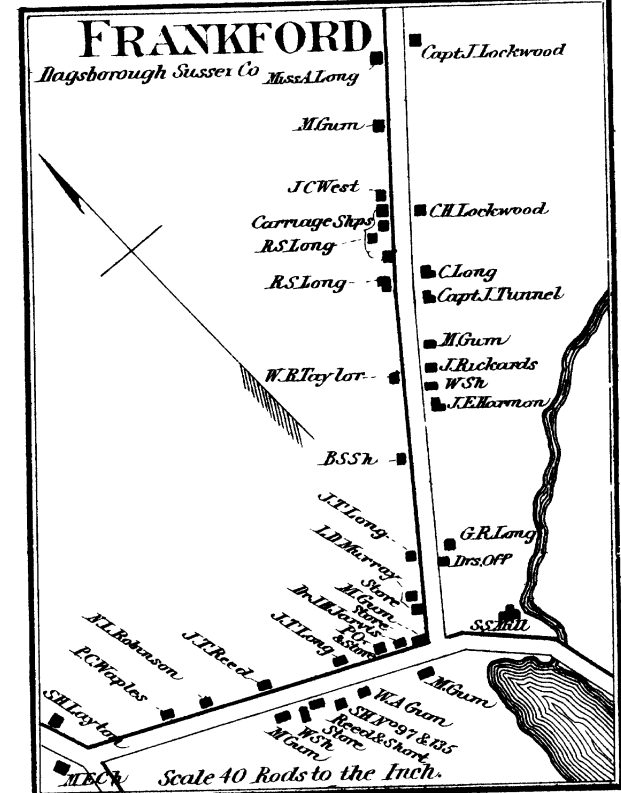 FRANKFORD
Dagsborough Sussex Co
Miss A. Long
Capt. J. Lockwood
M. Gum
J C West
C. H. Lockwood
Carriage Shps
R. S. Long
C. Long
R. S. Long
Capt J. Tunnel
M. Gum
J. Rickards
W. R. Taylor
W Sh
J. E. Harmon
B S Sh
J. T. Long
G. R. Long
L. D. Murray
Store
Drs. Off
M. Gum
Store
S. S. Mill
Dr. J. H. Jarvis
P.O.
& Store
J. T. Long
N. L. Robinson
J. T. Reed
P. C. Waples
S. H. Layton
M. Gum
W. A Gum
S H. No 97 & 135
Reed & Short
Store
W Sh
M Gum
M E Ch
Scale 40 Rods to the Inch.